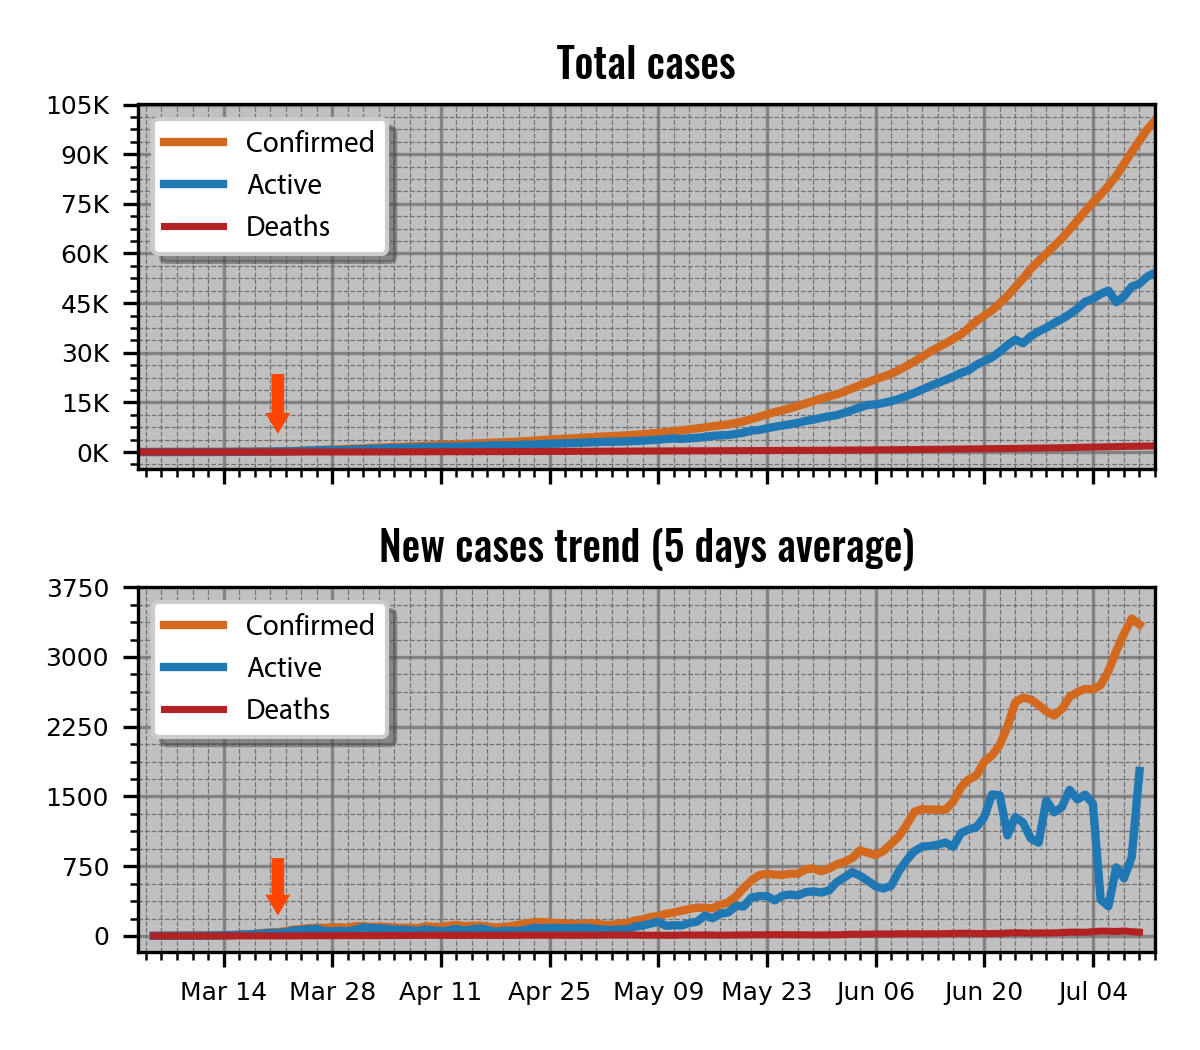 Total cases
105K
90K
75K
60K
45K
30K
15K
0K
Confirmed
Active
Deaths
New cases trend (5 days average)
3750
3000
2250
1500
750
0
Confirmed
Active
Deaths
Mar 14 Mar 28 Apr 11 Apr 25 May 09 May 23 Jun 06 Jun 20 Jul 04